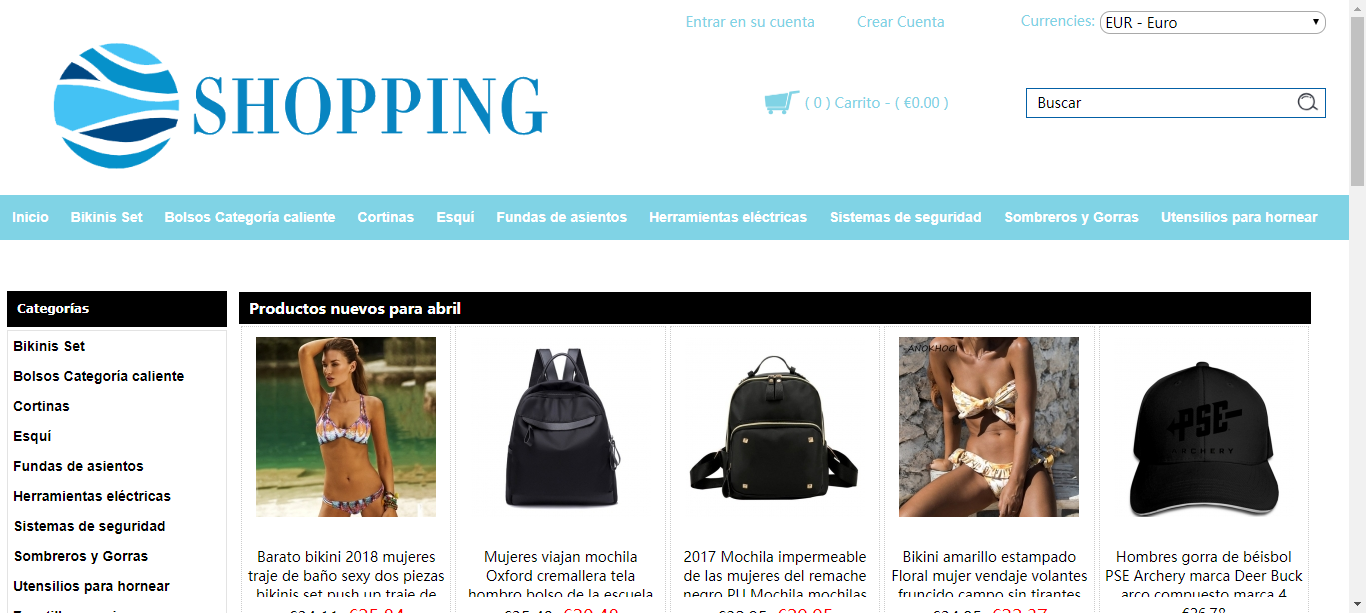 Entrar en su cuenta Crear Cuenta Currencies: EUR - Euro
SHOPPING
( 0 ) Carrito - ( €0.00 ) Buscar
Inicio Bikinis Set Bolsos Categoría caliente Cortinas Esquí Fundas de asientos Herramientas eléctricas Sistemas de seguridad Sombreros y Gorras Utensilios para hornear
Categorías
Bikinis Set
Bolsos Categoría caliente
Cortinas
Esquí
Fundas de asientos
Herramientas eléctricas
Sistemas de seguridad
Sombreros y Gorras
Utensilios para hornear
Productos nuevos para abril
ANOKHOGI
PSE
ARCHERY
Barato bikini 2018 mujeres
traje de baño sexy dos piezas
bikinis set push up traje de
Mujeres viajan mochila
Oxford cremallera tela
hombro bolso de la escuela
2017 Mochila impermeable
de las mujeres del remache
negro PU Mochila mochilas
Bikini amarillo estampado
Floral mujer vendaje volantes
fruncido campo sin tirantes
Hombres gorra de béisbol
PSE Archery marca Deer Buck
arco compuesto marca 4
€26.78